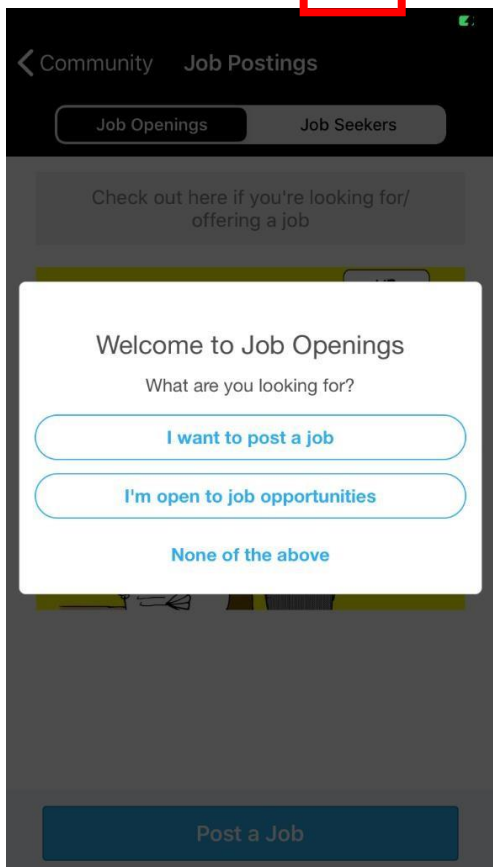 Community Job Postings
Job Openings Job Seekers
Check out here if you're looking for/
offering a job
Welcome to Job Openings
What are you looking for?
I want to post a job
I'm open to job opportunities
None of the above
Post a Job